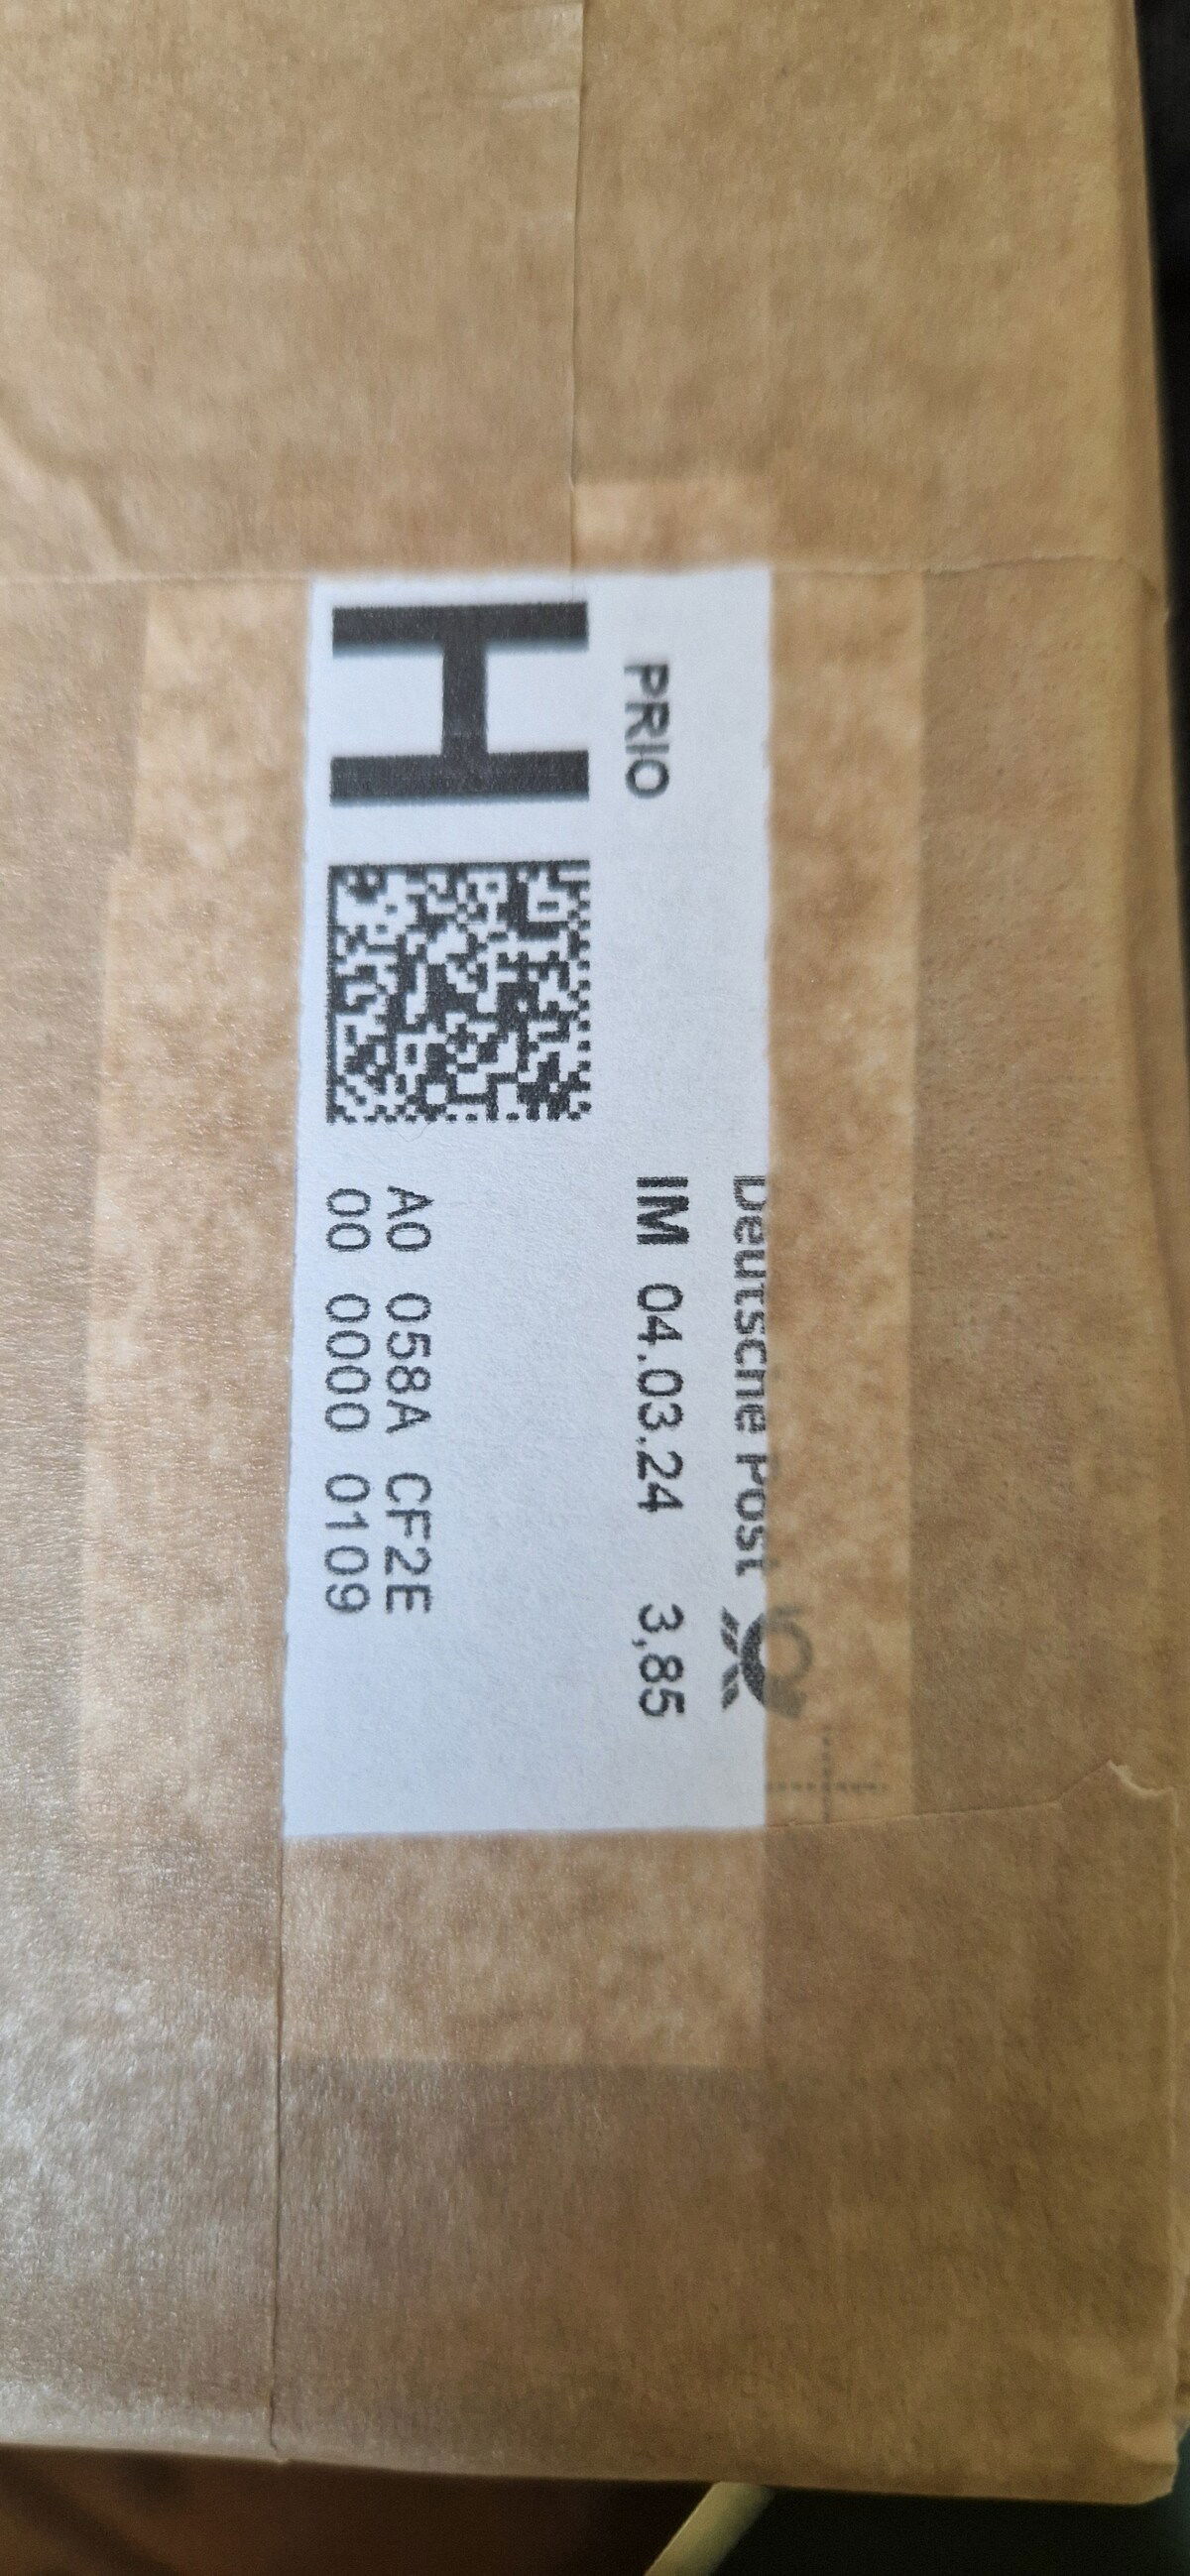 Deutsche Post
PRIO
IM 04.03.24 3,85
H
A0 058A CF2E
00 0000 0109